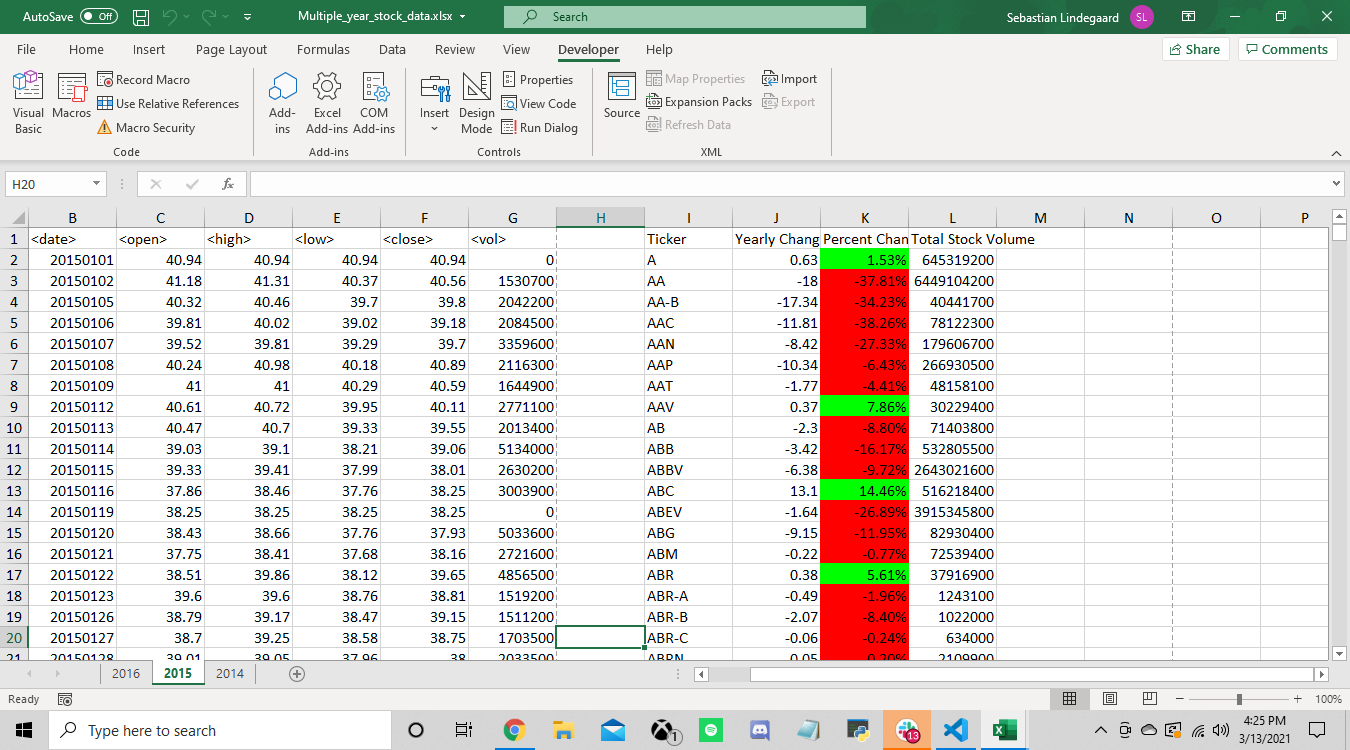 AutoSave Off Multiple_year_stock_data.xlsx Search Sebastian Lindegaard SL
File Home Insert Page Layout Formulas Data Review View Developer Help Share Comments
Visual Basic Macros Record Macro Use Relative References Macro Security
Add-ins Excel Add-ins COM Add-ins
Insert Design Mode Properties View Code Run Dialog
Source Map Properties Expansion Packs Refresh Data Import Export
Code Add-ins Controls XML
H20 fx
B C D E F G H I J K L M N O P
1 <date> <open> <high> <low> <close> <vol> Ticker Yearly Chang Percent Chan Total Stock Volume
2 20150101 40.94 40.94 40.94 40.94 0 A 0.63 1.53% 645319200
3 20150102 41.18 41.31 40.37 40.56 1530700 AA -18 -37.81% 6449104200
4 20150105 40.32 40.46 39.7 39.8 2042200 AA-B -17.34 -34.23% 40441700
5 20150106 39.81 40.02 39.02 39.18 2084500 AAC -11.81 -38.26% 78122300
6 20150107 39.52 39.81 39.29 39.7 3359600 AAN -8.42 -27.33% 179606700
7 20150108 40.24 40.98 40.18 40.89 2116300 AAP -10.34 -6.43% 266930500
8 20150109 41 41 40.29 40.59 1644900 AAT -1.77 -4.41% 48158100
9 20150112 40.61 40.72 39.95 40.11 2771100 AAV 0.37 7.86% 30229400
10 20150113 40.47 40.7 39.33 39.55 2013400 AB -2.3 -8.80% 71403800
11 20150114 39.03 39.1 38.21 39.06 5134000 ABB -3.42 -16.17% 532805500
12 20150115 39.33 39.41 37.99 38.01 2630200 ABBV -6.38 -9.72% 2643021600
13 20150116 37.86 38.46 37.76 38.25 3003900 ABC 13.1 14.46% 516218400
14 20150119 38.25 38.25 38.25 38.25 0 ABEV -1.64 -26.89% 3915345800
15 20150120 38.43 38.66 37.76 37.93 5033600 ABG -9.15 -11.95% 82930400
16 20150121 37.75 38.41 37.68 38.16 2721600 ABM -0.22 -0.77% 72539400
17 20150122 38.51 39.86 38.12 39.65 4856500 ABR 0.38 5.61% 37916900
18 20150123 39.6 39.6 38.76 38.81 1519200 ABR-A -0.49 -1.96% 1243100
19 20150126 38.79 39.17 38.47 39.15 1511200 ABR-B -2.07 -8.40% 1022000
20 20150127 38.7 39.25 38.58 38.75 1703500 ABR-C -0.06 -0.24% 634000
21 20150128 39.01 39.05 37.96 38 2033500 ABRN 2109900
2016 2015 2014
Ready 100%
Type here to search 1 13 4:25 PM
3/13/2021